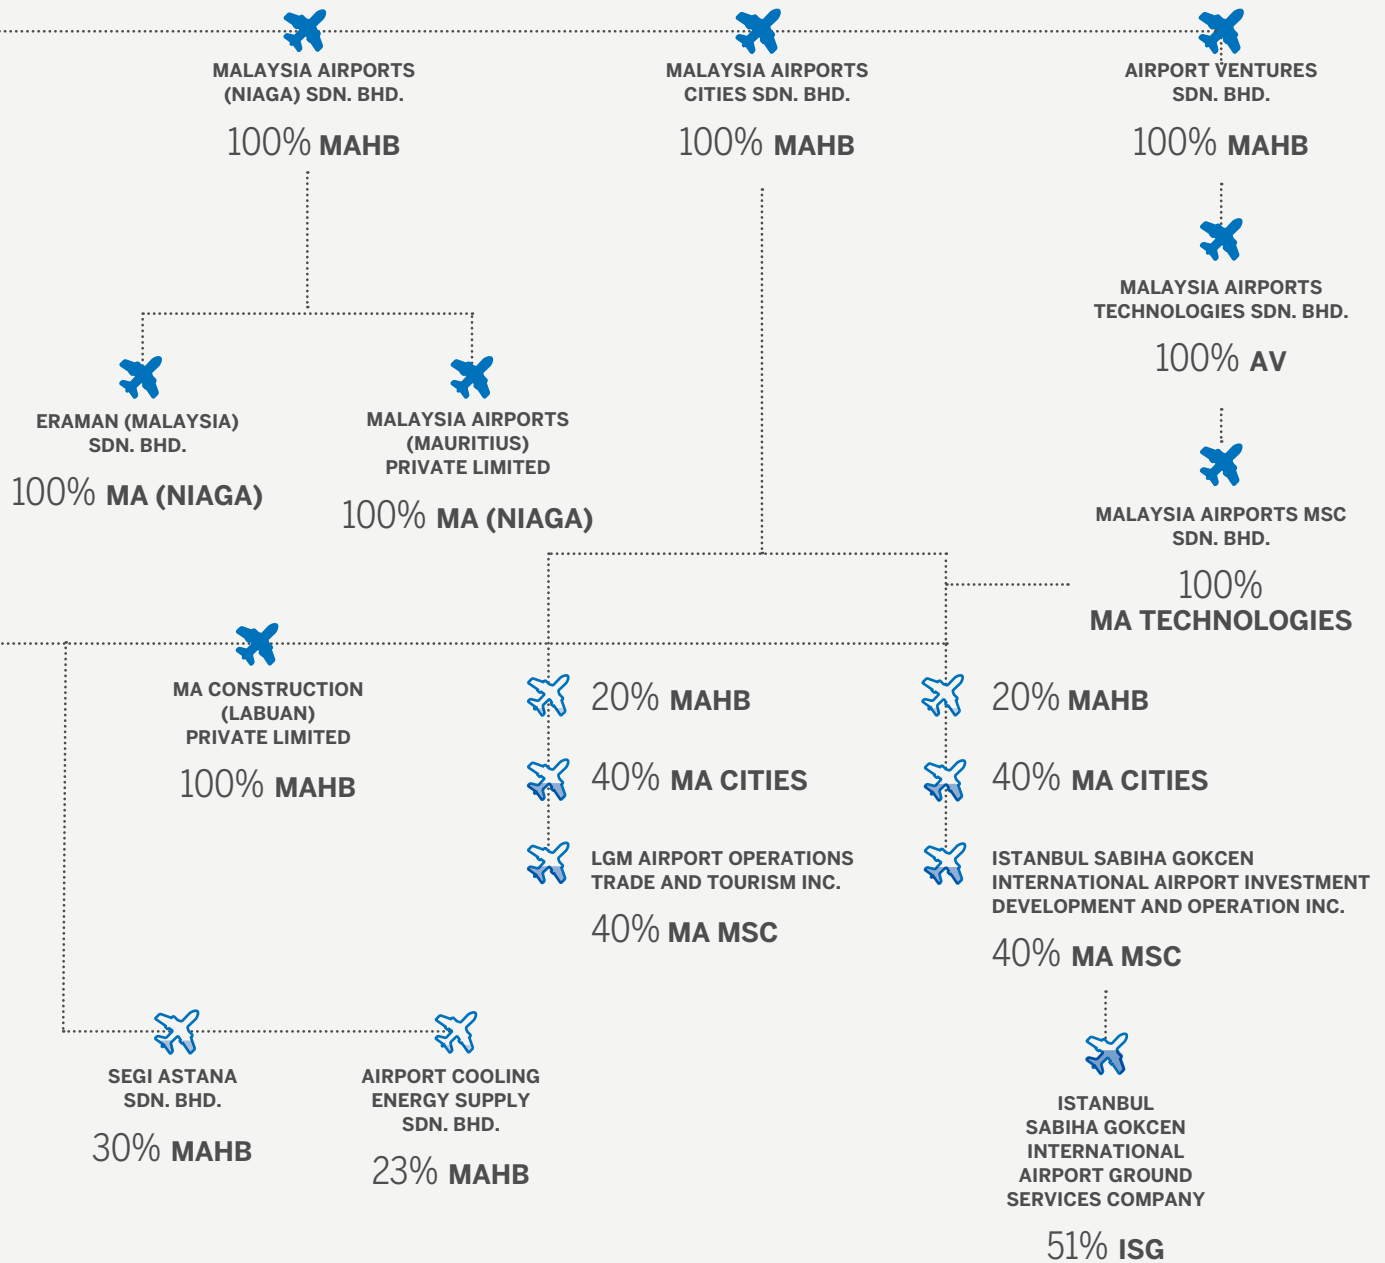 MALAYSIA AIRPORTS
(NIAGA) SDN. BHD.
100% MAHB
MALAYSIA AIRPORTS
CITIES SDN. BHD.
100% MAHB
AIRPORT VENTURES
SDN. BHD.
100% MAHB
MALAYSIA AIRPORTS
TECHNOLOGIES SDN. BHD.
100% AV
ERAMAN (MALAYSIA)
SDN. BHD.
100% MA (NIAGA)
MALAYSIA AIRPORTS
(MAURITIUS)
PRIVATE LIMITED
100% MA (NIAGA)
MALAYSIA AIRPORTS MSC
SDN. BHD.
100%
MA TECHNOLOGIES
MA CONSTRUCTION
(LABUAN)
PRIVATE LIMITED
100% MAHB
20% MAHB
40% MA CITIES
LGM AIRPORT OPERATIONS
TRADE AND TOURISM INC.
40% MA MSC
20% MAHB
40% MA CITIES
ISTANBUL SABIHA GOKCEN
INTERNATIONAL AIRPORT INVESTMENT
DEVELOPMENT AND OPERATION INC.
40% MA MSC
SEGI ASTANA
SDN. BHD.
30% MAHB
AIRPORT COOLING
ENERGY SUPPLY
SDN. BHD.
23% MAHB
ISTANBUL
SABIHA GOKCEN
INTERNATIONAL
AIRPORT GROUND
SERVICES COMPANY
51% ISG